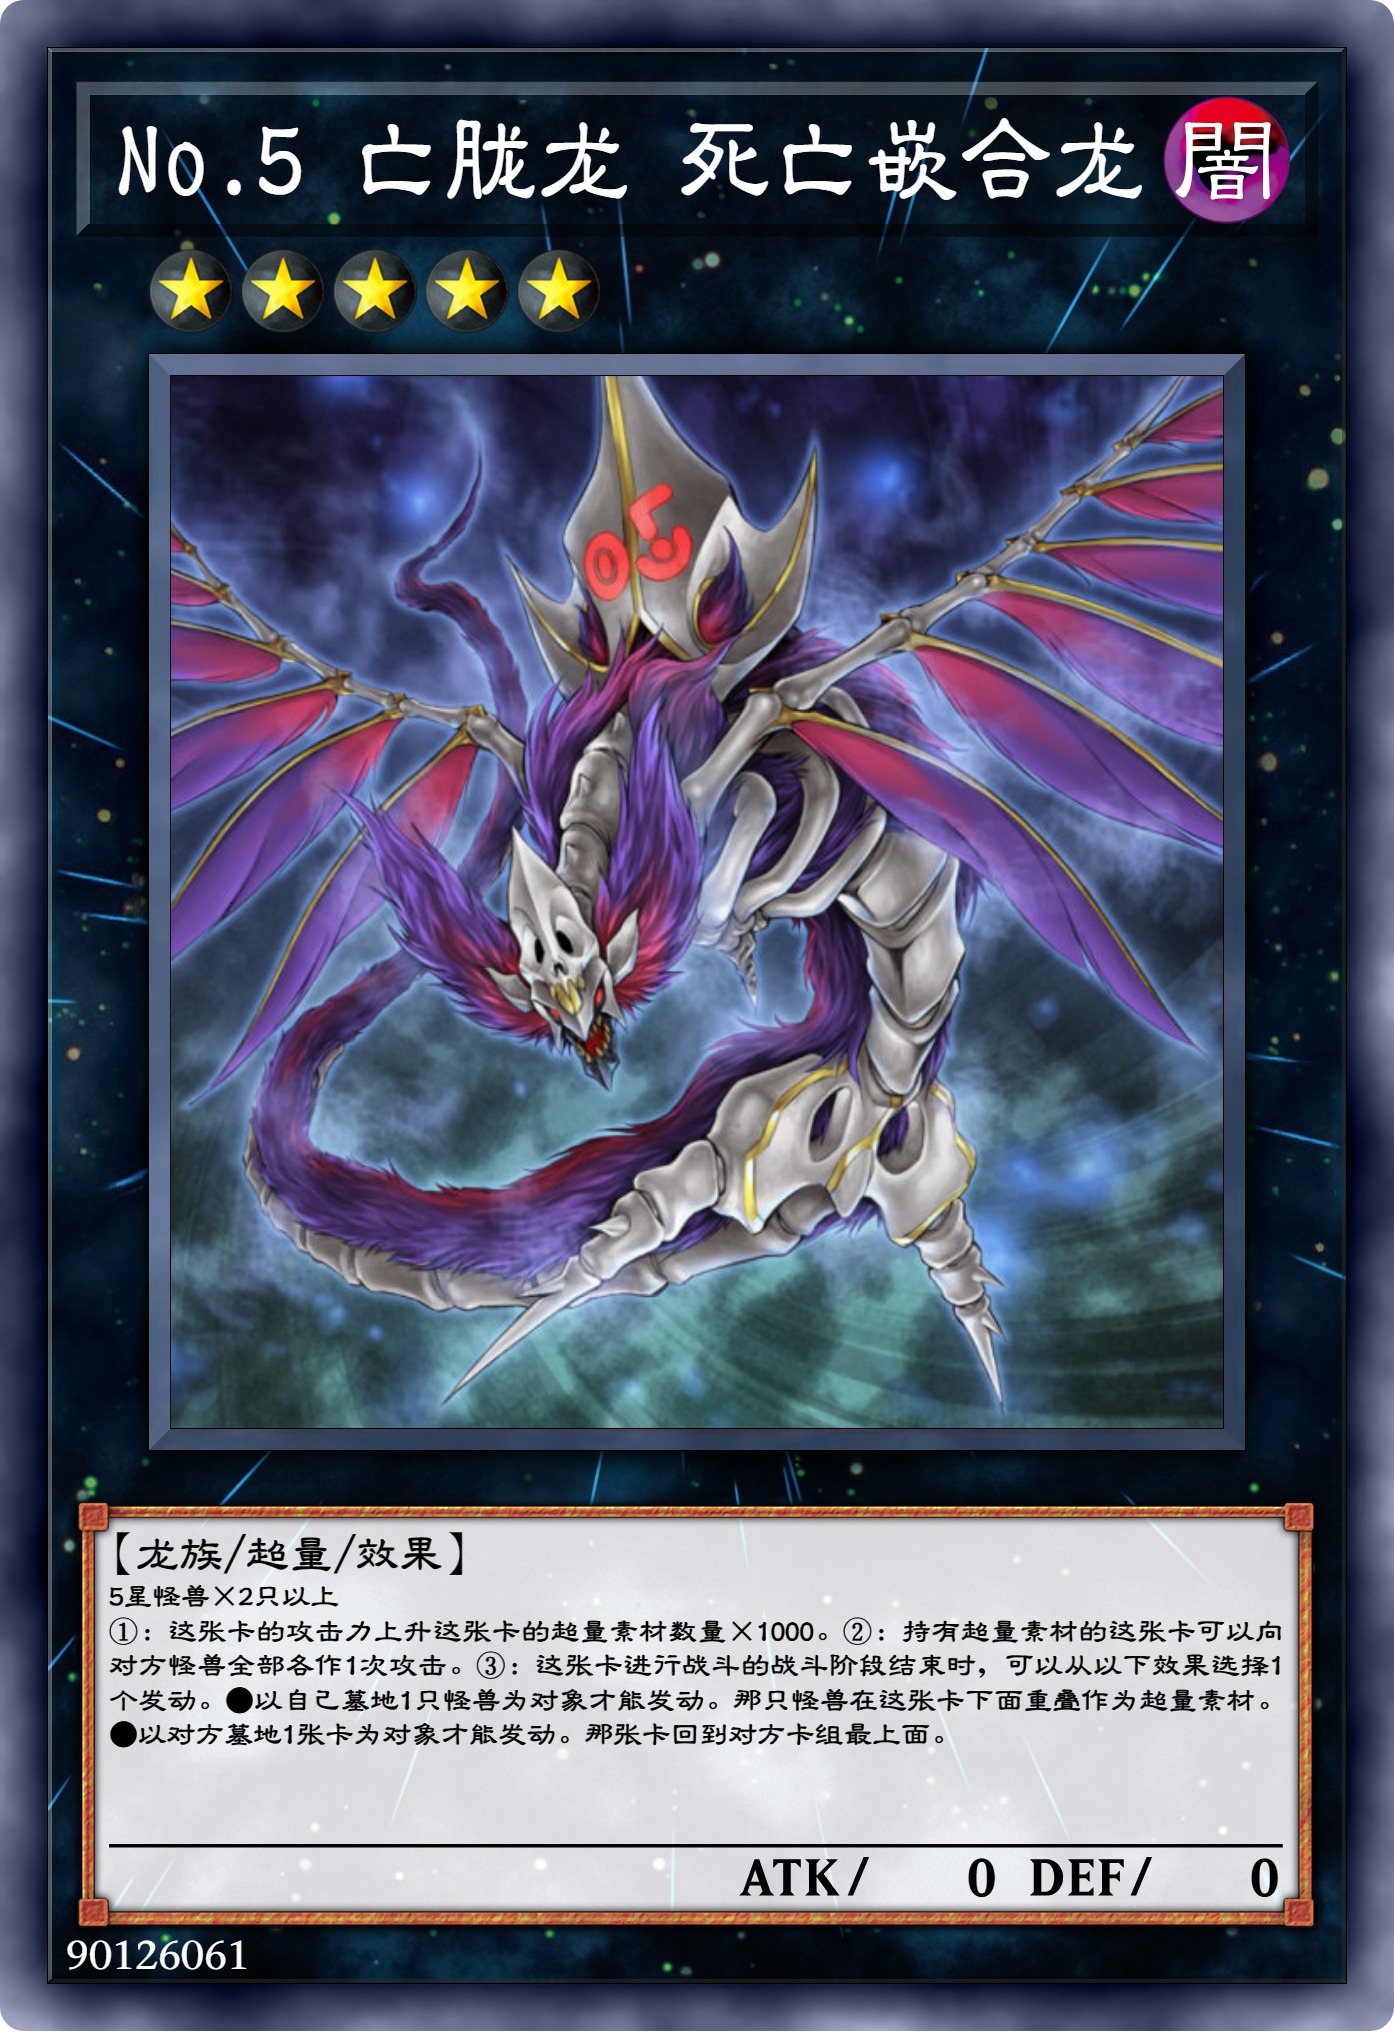 No.5 亡胧龙 死亡嵌合龙 闇
05
【龙族/超量/效果】
5星怪兽×2只以上
①：这张卡的攻击力上升这张卡的超量素材数量×1000。②：持有超量素材的这张卡可以向
对方怪兽全部各作1次攻击。③：这张卡进行战斗的战斗阶段结束时，可以从以下效果选择1
个发动。●以自己墓地1只怪兽为对象才能发动。那只怪兽在这张卡下面重叠作为超量素材。
●以对方墓地1张卡为对象才能发动。那张卡回到对方卡组最上面。
ATK/ 0 DEF/ 0
90126061